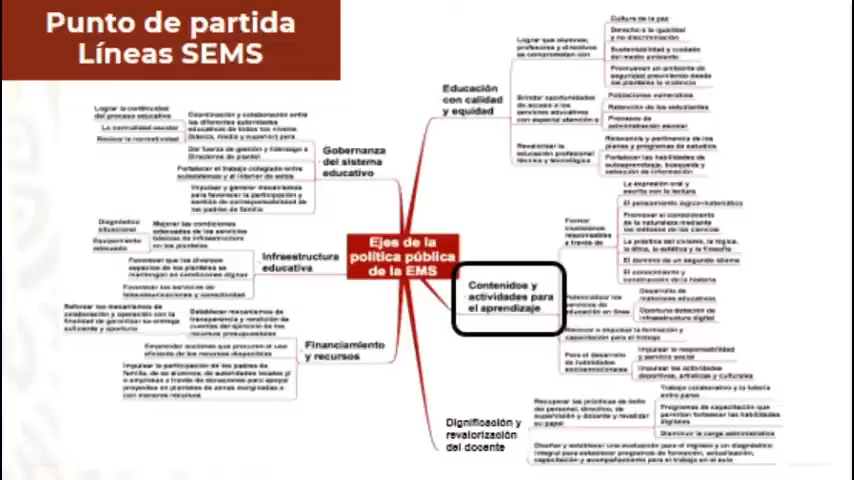 Punto de partida
Líneas SEMS
Ejes de la
política pública
de la EMS
Educación
con calidad
y equidad
Lograr que alumnos,
profesores y directivos
se comprometan con
Cultura de la paz
Derecho a la igualdad
y no discriminación
Sustentabilidad y cuidado
del medio ambiente
Promuevan un ambiente de
seguridad previniendo desde
los planteles la violencia
Brindar oportunidades
de acceso a los
servicios educativos
con especial atención a
Poblaciones vulnerables
Retención de los estudiantes
Procesos de
administración escolar
Revalorizar la
educación profesional
técnica y tecnológica
Relevancia y pertinencia de los
planes y programas de estudios
Fortalecer las habilidades de
autoaprendizaje, búsqueda y
selección de información
Contenidos y
actividades para
el aprendizaje
Formar
ciudadanos
responsables
a través de
La expresión oral y
escrita con la lectura
El pensamiento lógico-matemático
Promover el conocimiento
de la naturaleza mediante
los métodos de las ciencias
La práctica del civismo, la lógica,
la ética, la estética y la filosofía
El dominio de un segundo idioma
El conocimiento y
construcción de la historia
Potencializar los
servicios de
educación en línea
Desarrollo de
materiales educativos
Oportuna dotación de
infraestructura digital
Renovar e impulsar la formación y
capacitación para el trabajo
Para el desarrollo
de habilidades
socioemocionales
Impulsar la responsabilidad
y servicio social
Impulsar las actividades
deportivas, artísticas y culturales
Dignificación y
revalorización
del docente
Recuperar las prácticas de éxito
del personal, directivo, de
supervisión y docente y revalidar
su papel
Trabajo colaborativo y la tutoría
entre pares
Programas de capacitación que
permitan fortalecer las habilidades
digitales
Disminuir la carga administrativa
Diseñar y establecer una evaluación para el ingreso y un diagnóstico
integral para establecer programas de formación, actualización,
capacitación y acompañamiento para el trabajo en el aula
Gobernanza
del sistema
educativo
Coordinación y colaboración entre
las diferentes autoridades
educativas de todos los niveles
(básica, media y superior) para
Lograr la continuidad
del proceso educativo
La normalidad escolar
Revisar la normatividad
Dar fuerza de gestión y liderazgo a
Directores de plantel
Fortalecer el trabajo colegiado entre
subsistemas y al interior de estos
Impulsar y generar mecanismos
para favorecer la participación y
sentido de corresponsabilidad de
los padres de familia
Infraestructura
educativa
Mejorar las condiciones
adecuadas de los servicios
básicos de infraestructura
en los planteles
Diagnóstico
situacional
Equipamiento
adecuado
Favorecer que los diversos
espacios de los planteles se
mantengan en condiciones dignas
Favorecer los servicios de
telecomunicaciones y conectividad
Financiamiento
y recursos
Establecer mecanismos de
transparencia y rendición de
cuentas del ejercicio de los
recursos presupuestales
Reforzar los mecanismos de
colaboración y operación con la
finalidad de garantizar su entrega
suficiente y oportuna
Emprender acciones que procuren el uso
eficiente de los recursos disponibles
Impulsar la participación de los padres de
familia, de ex alumnos, de autoridades locales y/
o empresas a través de donaciones para apoyar
proyectos en planteles de zonas marginadas o
con menores recursos